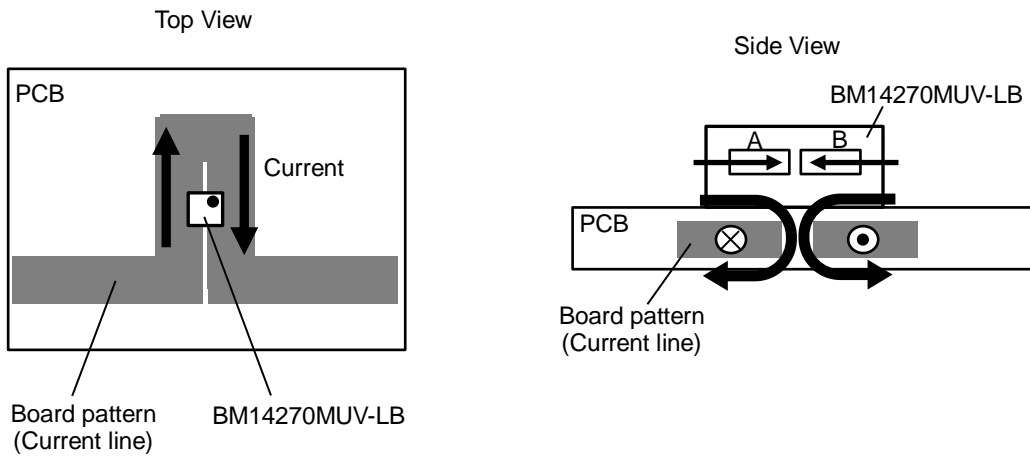 Top View
PCB
Current
Board pattern
(Current line)
BM14270MUV-LB
Side View
BM14270MUV-LB
A
B
PCB
Board pattern
(Current line)